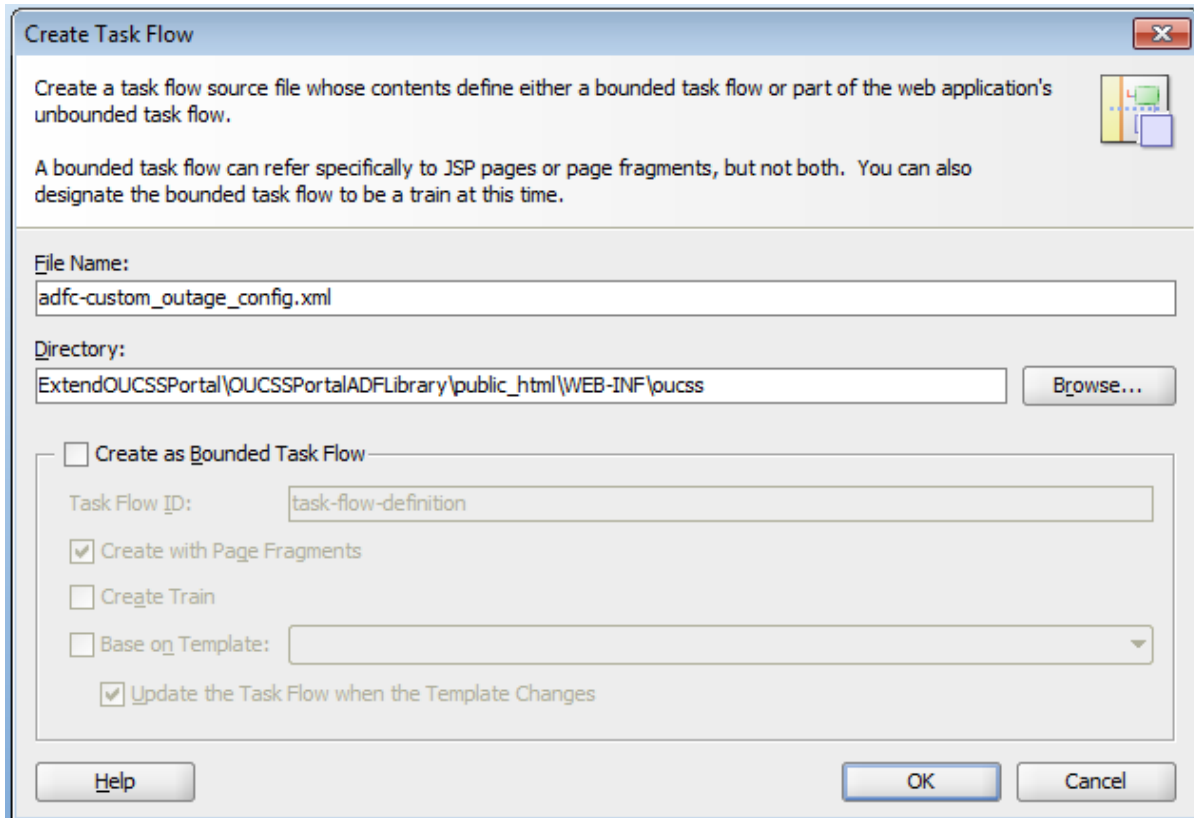 Create Task Flow
Create a task flow source file whose contents define either a bounded task flow or part of the web application's
unbounded task flow.
A bounded task flow can refer specifically to JSP pages or page fragments, but not both.  You can also
designate the bounded task flow to be a train at this time.
File Name:
adfc-custom_outage_config.xml
Directory:
ExtendOUCSSPortal\OUCSSPortalADFLibrary\public_html\WEB-INF\oucss
Browse...
Create as Bounded Task Flow
Task Flow ID:
task-flow-definition
Create with Page Fragments
Create Train
Base on Template:
Update the Task Flow when the Template Changes
Help
OK
Cancel